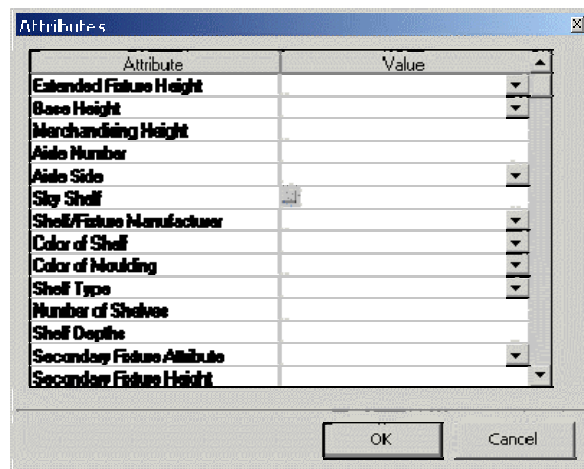 Attributes
Attribute Value
Extended Fixture Height
Base Height
Merchandising Height
Aisle Number
Aisle Side
Sky Shelf
Shelf/Fixture Manufacturer
Color of Shelf
Color of Moulding
Shelf Type
Number of Shelves
Shelf Depths
Secondary Fixture Attribute
Secondary Fixture Height
OK Cancel